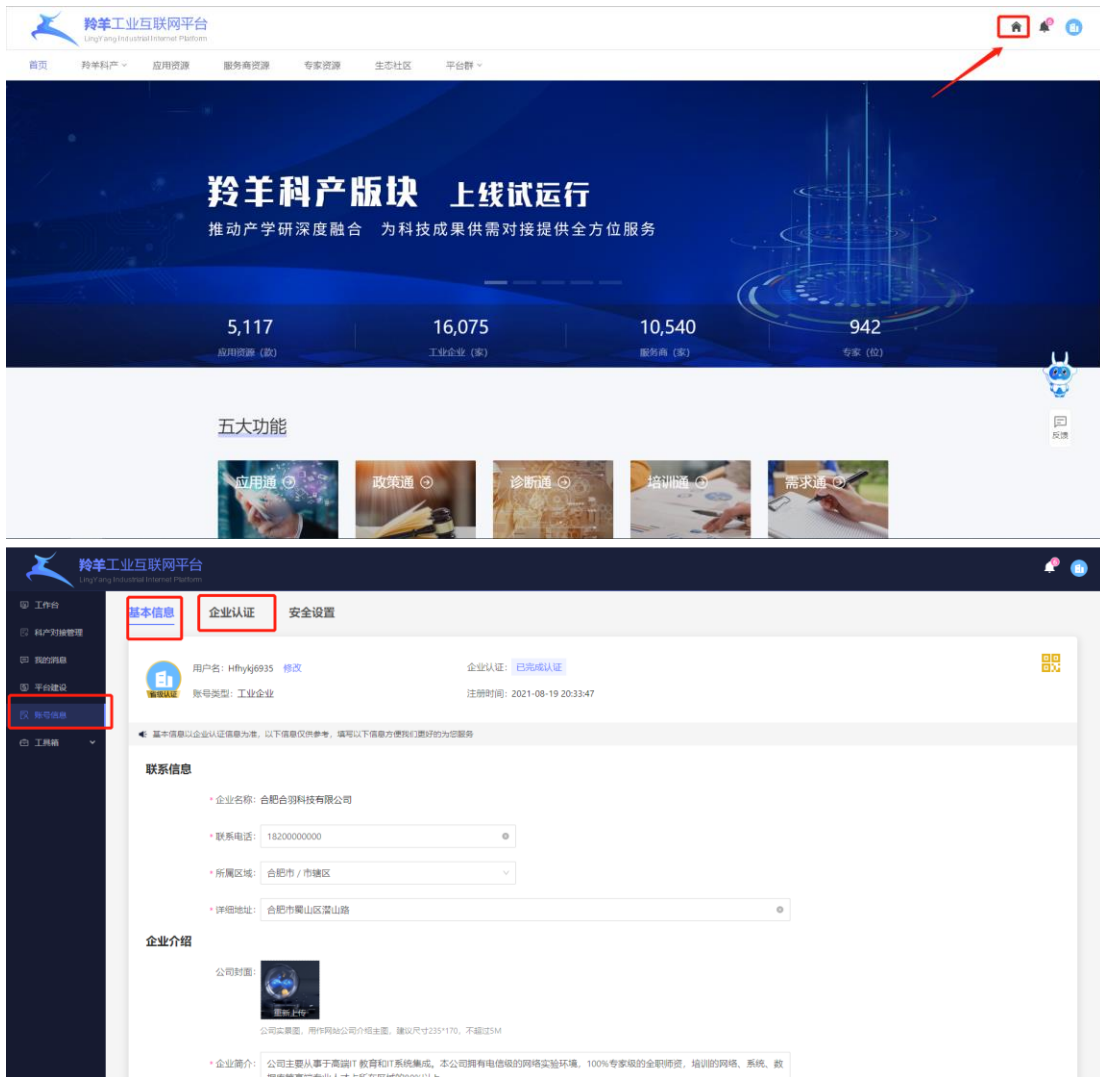 羚羊工业互联网平台
LingYang Industrial Internet Platform
首页 羚羊科产 应用资源 服务商资源 专家资源 生态社区 平台群
羚羊科产版块 上线试运行
推动产学研深度融合 为科技成果供需对接提供全方位服务
5,117 16,075 10,540 942
应用资源（款） 工业企业（家） 服务商（家） 专家（位）
反馈
五大功能
应用通 政策通 诊断通 培训通 需求通
羚羊工业互联网平台
LingYang Industrial Internet Platform
工作台
科产对接管理
我的消息
平台建设
账号信息
工具箱
基本信息 企业认证 安全设置
用户名：Hfhykj6935 修改 企业认证：已完成认证
省级认证 账号类型：工业企业 注册时间：2021-08-19 20:33:47
基本信息以企业认证信息为准，以下信息仅供参考，填写以下信息方便我们更好的为您服务
联系信息
* 企业名称：合肥合羽科技有限公司
* 联系电话：18200000000
* 所属区域：合肥市 / 市辖区
* 详细地址：合肥市蜀山区潜山路
企业介绍
公司封面：
重新上传
公司实景图，用作网站公司介绍主图，建议尺寸235*170，不超过5M
* 企业简介：公司主要从事于高端IT 教育和IT系统集成。本公司拥有电信级的网络实验环境，100%专家级的全职师资，培训的网络、系统、数